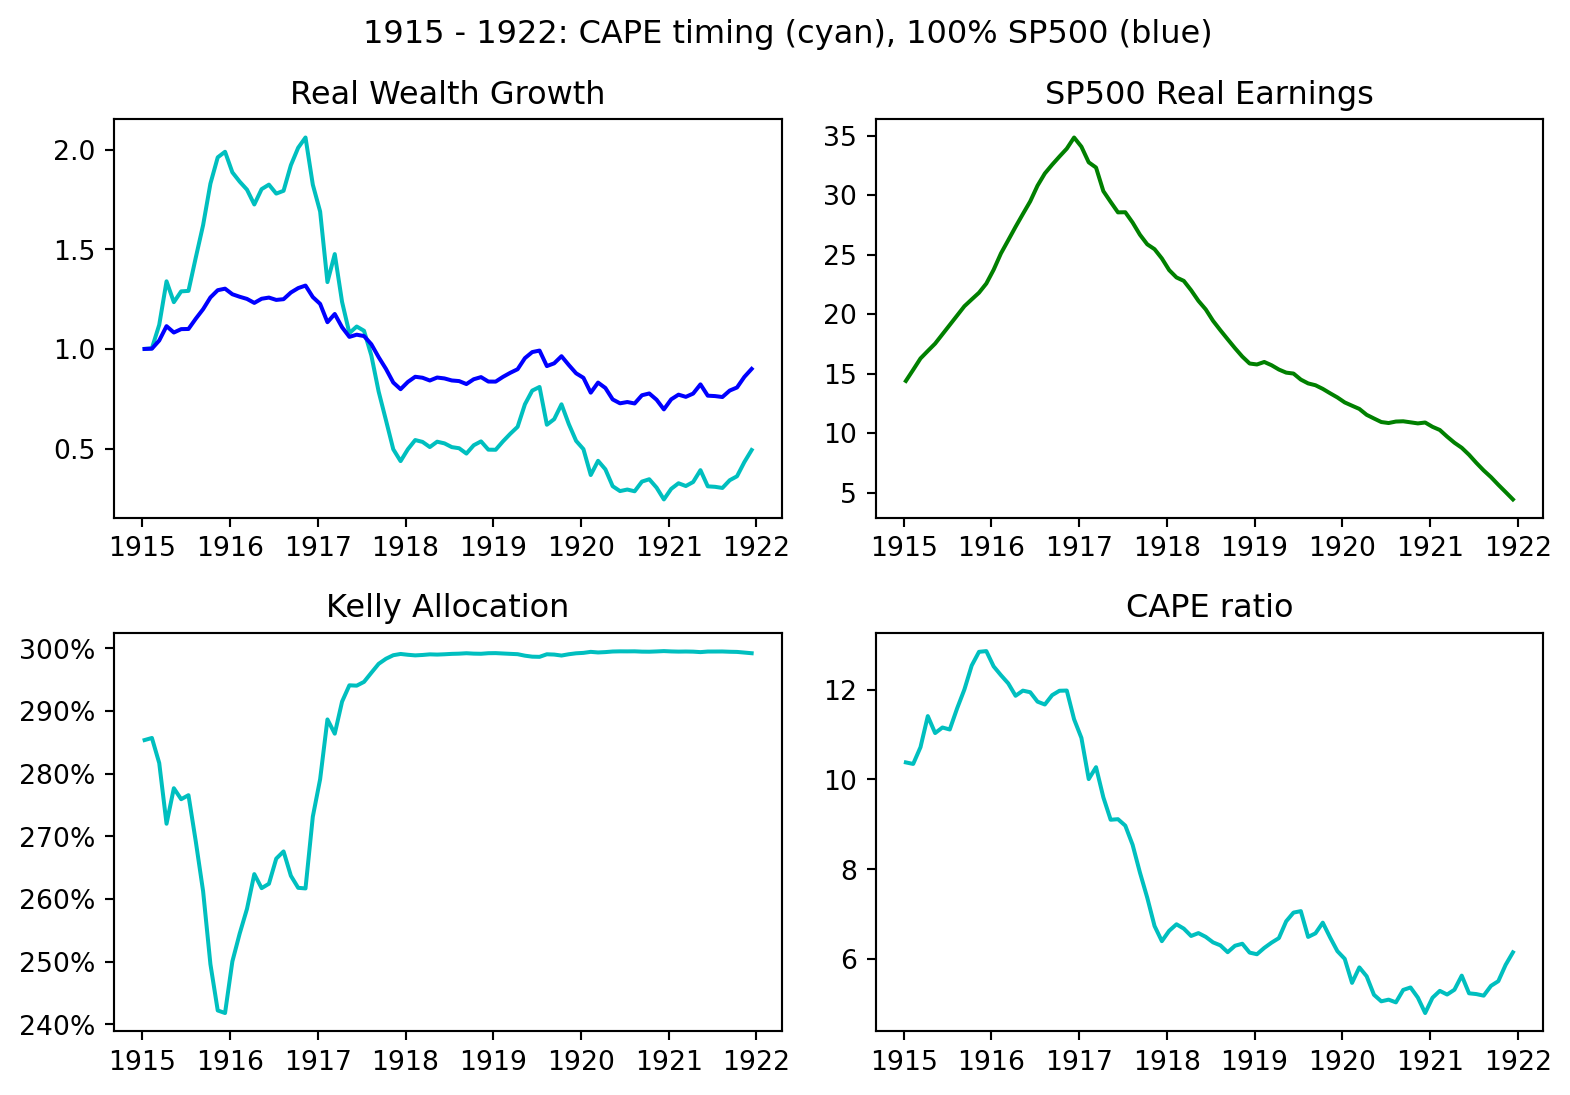 1915 - 1922: CAPE timing (cyan), 100% SP500 (blue)
Real Wealth Growth
2.0
1.5
1.0
0.5
1915 1916 1917 1918 1919 1920 1921 1922
SP500 Real Earnings
35
30
25
20
15
10
5
1915 1916 1917 1918 1919 1920 1921 1922
Kelly Allocation
300%
290%
280%
270%
260%
250%
240%
1915 1916 1917 1918 1919 1920 1921 1922
CAPE ratio
12
10
8
6
1915 1916 1917 1918 1919 1920 1921 1922